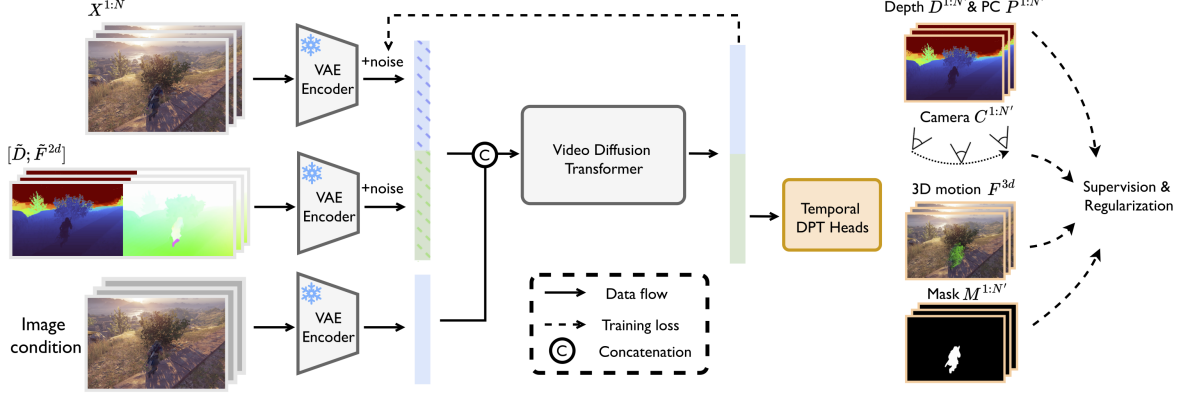 X^{1:N}
VAE
Encoder
+noise
[D̃; F̃^{2d}]
VAE
Encoder
+noise
Image
condition
VAE
Encoder
C
Video Diffusion
Transformer
Data flow
Training loss
C
Concatenation
Temporal
DPT Heads
Depth D^{1:N'} & PC P^{1:N'}
Camera C^{1:N'}
3D motion F^{3d}
Mask M^{1:N'}
Supervision &
Regularization